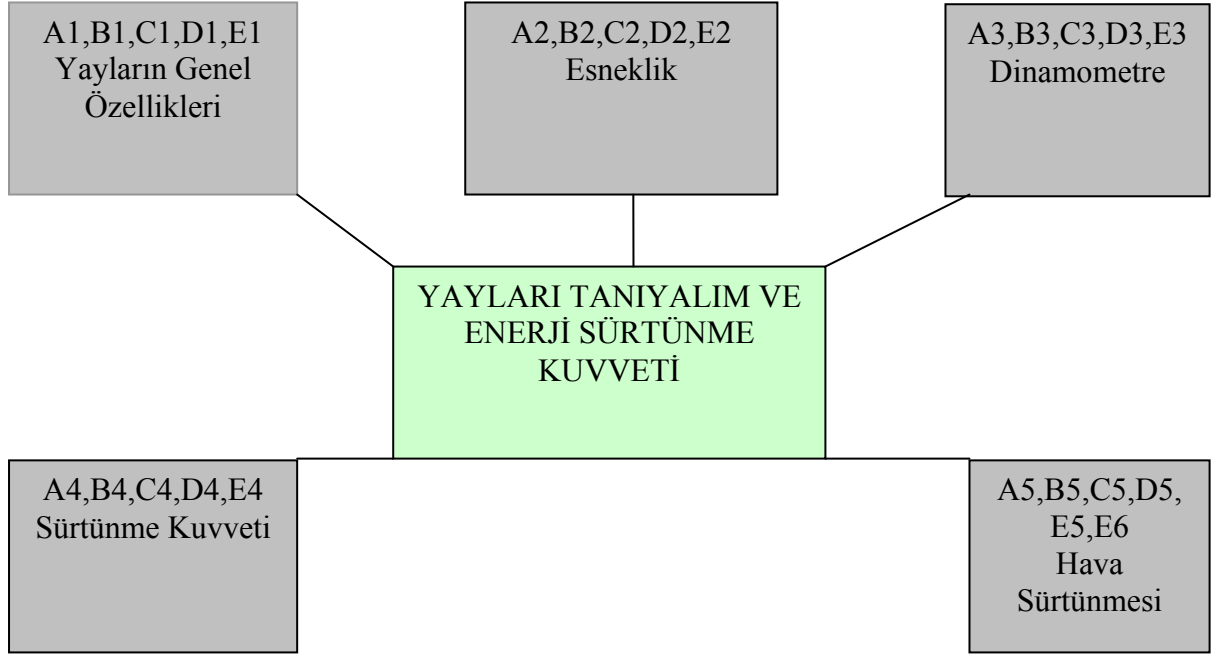 A1,B1,C1,D1,E1
Yayların Genel
Özellikleri
A2,B2,C2,D2,E2
Esneklik
A3,B3,C3,D3,E3
Dinamometre
YAYLARI TANIYALIM VE
ENERJİ SÜRTÜNME
KUVVETİ
A4,B4,C4,D4,E4
Sürtünme Kuvveti
A5,B5,C5,D5,
E5,E6
Hava
Sürtünmesi